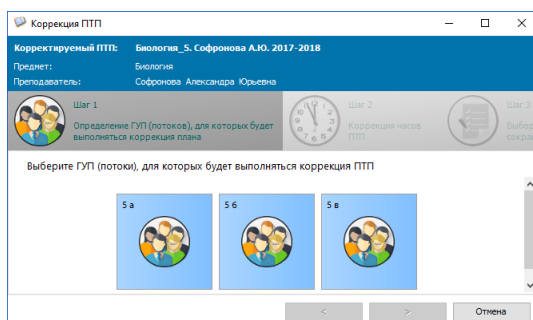 Коррекция ПТП
Корректируемый ПТП: Биология_5. Софронова А.Ю. 2017-2018
Предмет: Биология
Преподаватель: Софронова Александра Юрьевна
Шаг 1
Определение ГУП (потоков), для которых будет
выполняться коррекция плана
Шаг 2
Коррекция часов
ПТП
Шаг 3
Выбор
сокра
Выберите ГУП (потоки), для которых будет выполняться коррекция ПТП
5 а
5 б
5 в
< > Отмена